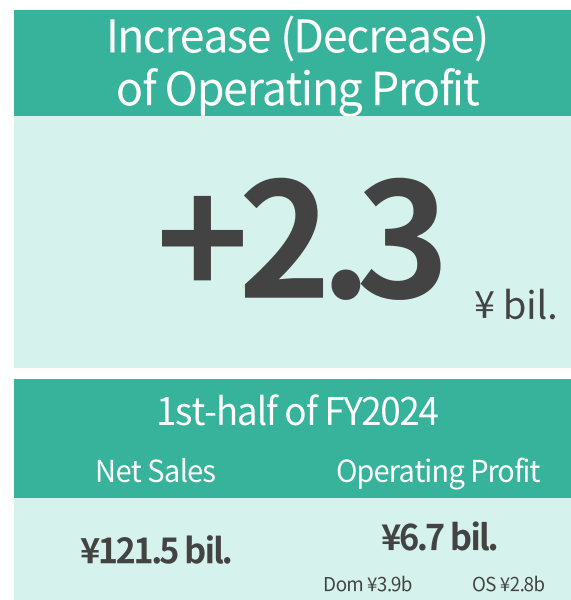 Increase (Decrease)
of Operating Profit
+2.3
¥ bil.
1st-half of FY2024
Net Sales
Operating Profit
¥121.5 bil.
¥6.7 bil.
Dom ¥3.9b
OS ¥2.8b